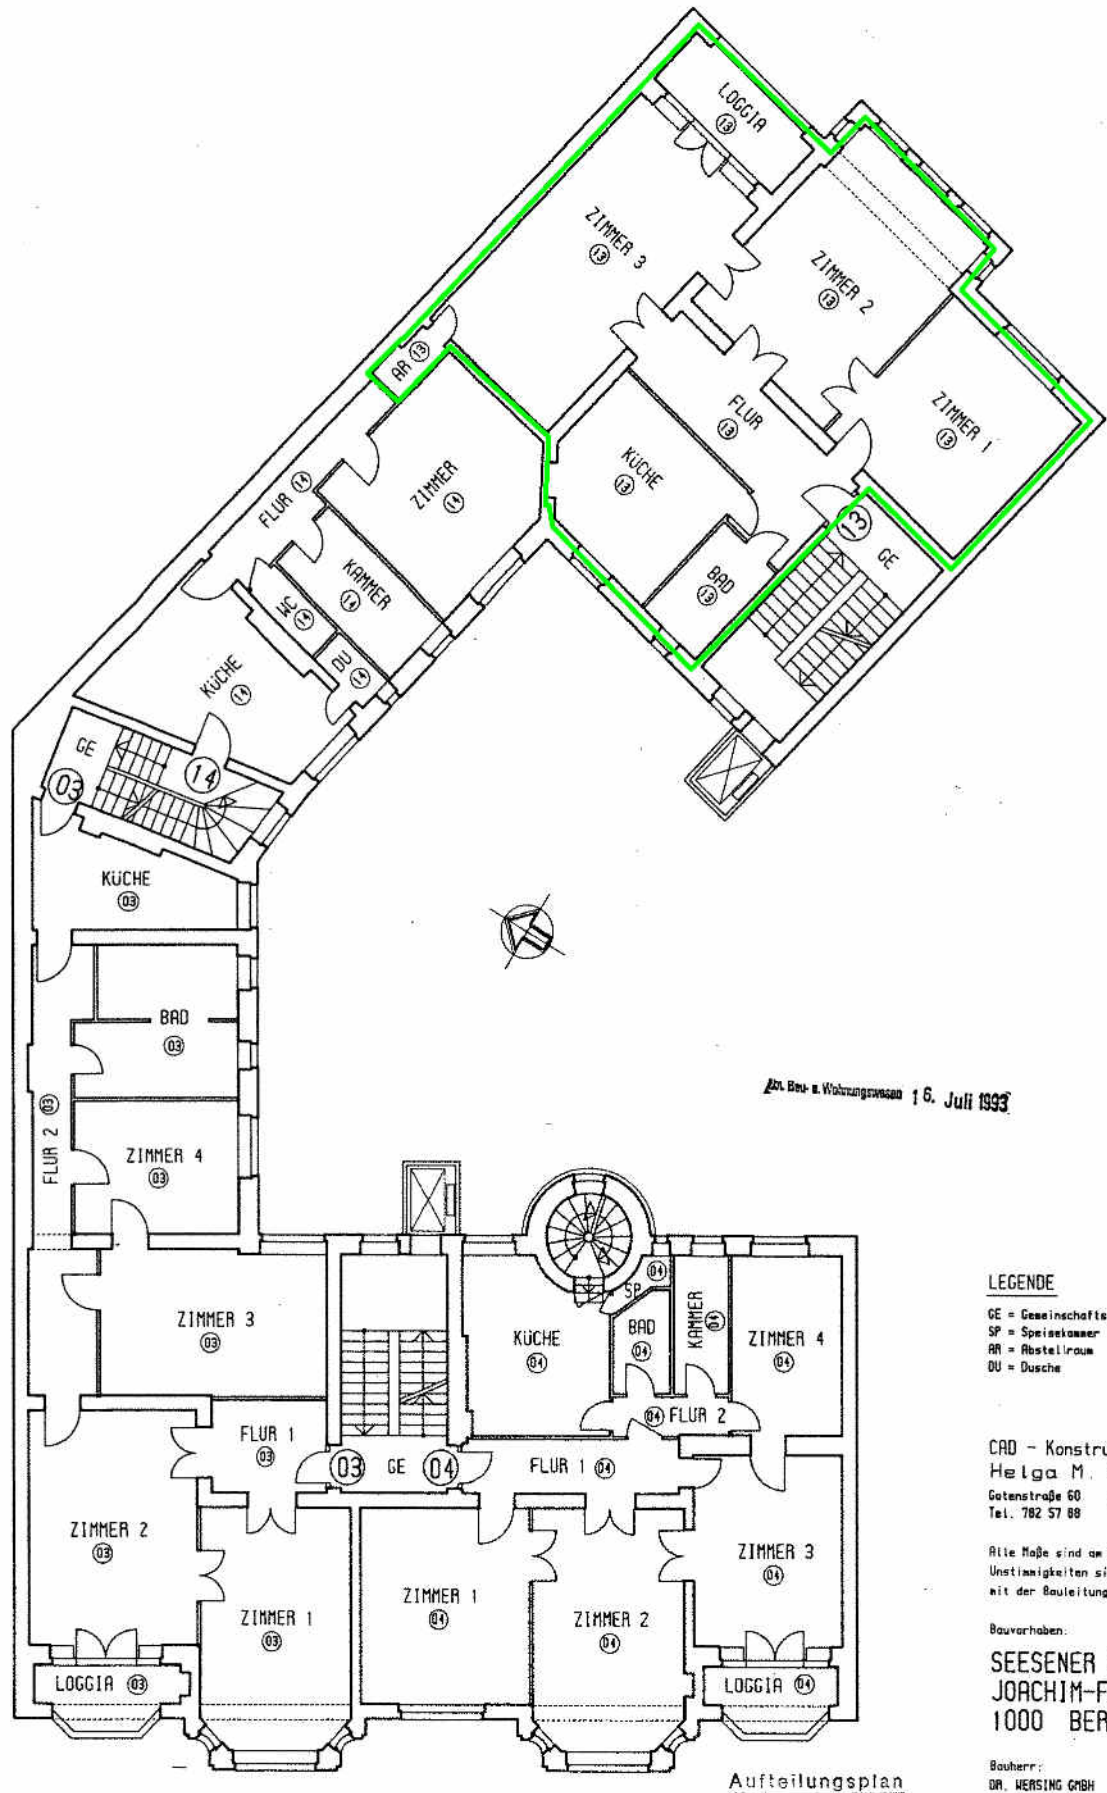 LOGGIA
13
ZIMMER 3
13
ZIMMER 2
13
ZIMMER 1
13
AR 13
FLUR
13
KÜCHE
13
BAD
13
13
GE
ZIMMER
14
FLUR 14
KAMMER
14
WC
14
DU
14
KÜCHE
14
GE
03
14
KÜCHE
03
BAD
03
FLUR 2 03
ZIMMER 4
03
ZIMMER 3
03
FLUR 1
03
03 GE 04
ZIMMER 2
03
ZIMMER 1
03
LOGGIA 03
KÜCHE
04
SP 04
BAD
04
KAMMER 04
ZIMMER 4
04
04 FLUR 2
FLUR 1 04
ZIMMER 1
04
ZIMMER 2
04
ZIMMER 3
04
LOGGIA 04
Abt. Bau- u. Wohnungswesen 16. Juli 1993
LEGENDE
GE = Gemeinschafts
SP = Speisekammer
AR = Abstellraum
DU = Dusche
CAD - Konstru
Helga M.
Gotenstraße 60
Tel. 782 57 88
Alle Maße sind am
Unstimmigkeiten si
mit der Bauleitung
Bauvorhaben:
SEESENER
JOACHIM-F
1000 BER
Bauherr:
DR. WERSING GMBH
Aufteilungsplan